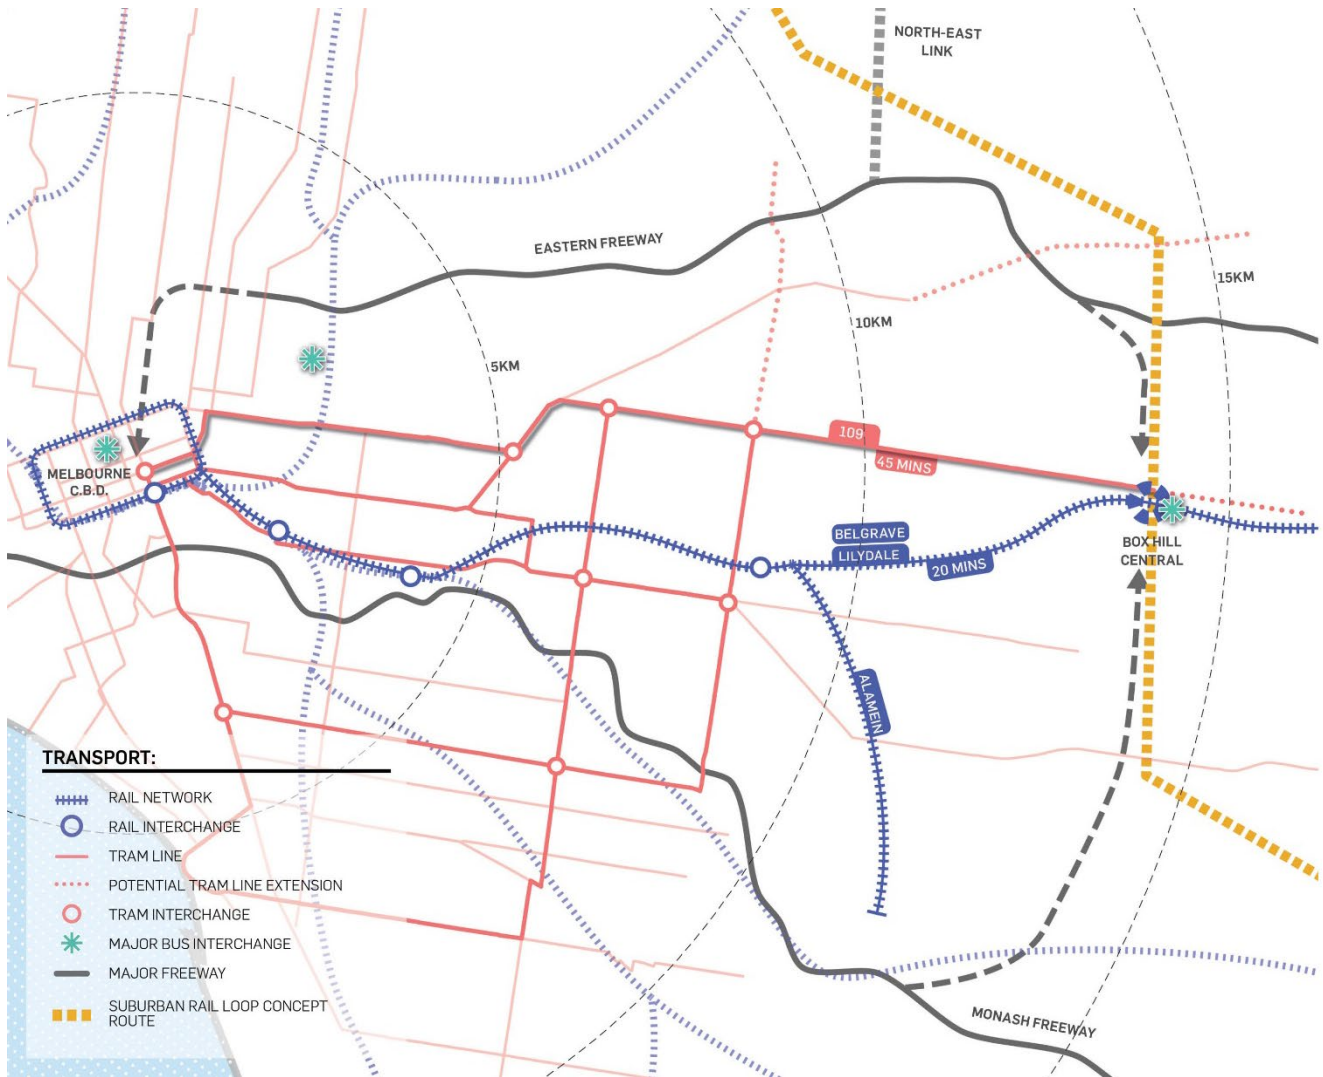 NORTH-EAST
LINK
EASTERN FREEWAY
15KM
10KM
5KM
109
45 MINS
MELBOURNE
C.B.D.
BELGRAVE
LILYDALE
20 MINS
BOX HILL
CENTRAL
ALAMEIN
TRANSPORT:
RAIL NETWORK
RAIL INTERCHANGE
TRAM LINE
POTENTIAL TRAM LINE EXTENSION
TRAM INTERCHANGE
MAJOR BUS INTERCHANGE
MAJOR FREEWAY
SUBURBAN RAIL LOOP CONCEPT
ROUTE
MONASH FREEWAY